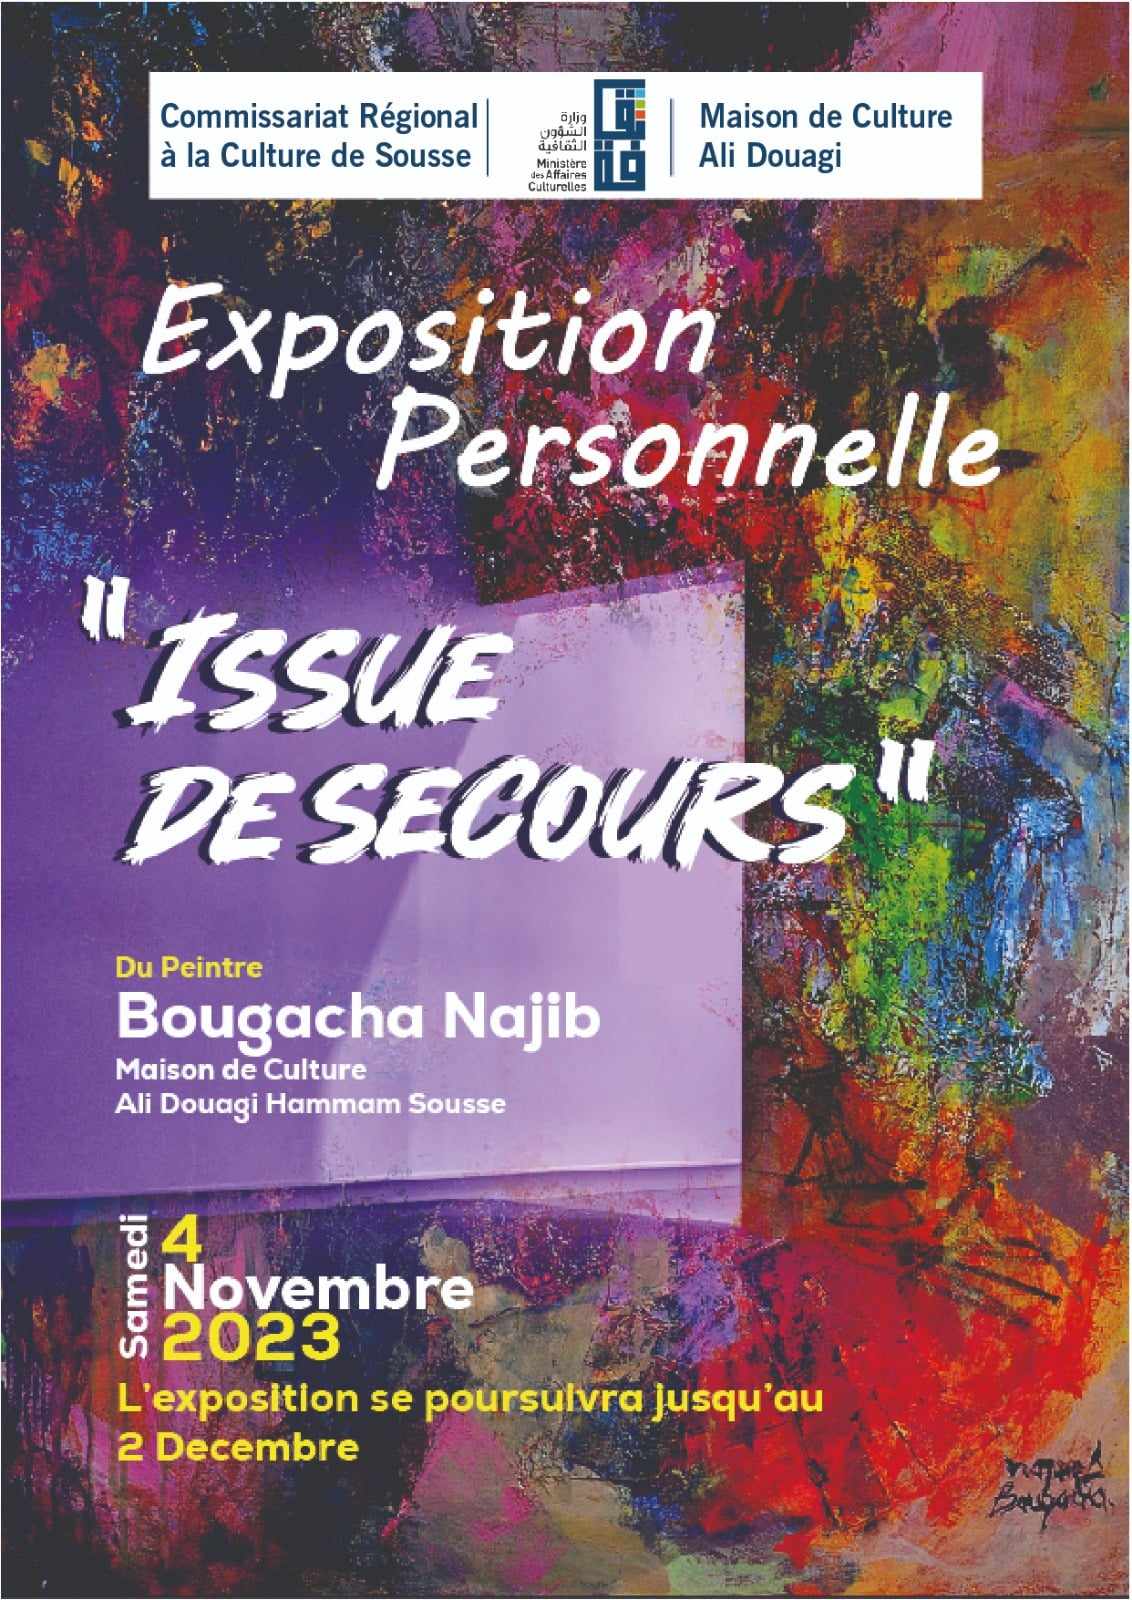 Commissariat Régional
à la Culture de Sousse
وزارة
الشؤون
الثقافية
Ministère
des Affaires
Culturelles
Maison de Culture
Ali Douagi
Exposition
Personnelle
"ISSUE
DE SECOURS"
Du Peintre
Bougacha Najib
Maison de Culture
Ali Douagi Hammam Sousse
Samedi
4
Novembre
2023
L'exposition se poursuivra jusqu'au
2 Decembre
Najib
Bougacha.